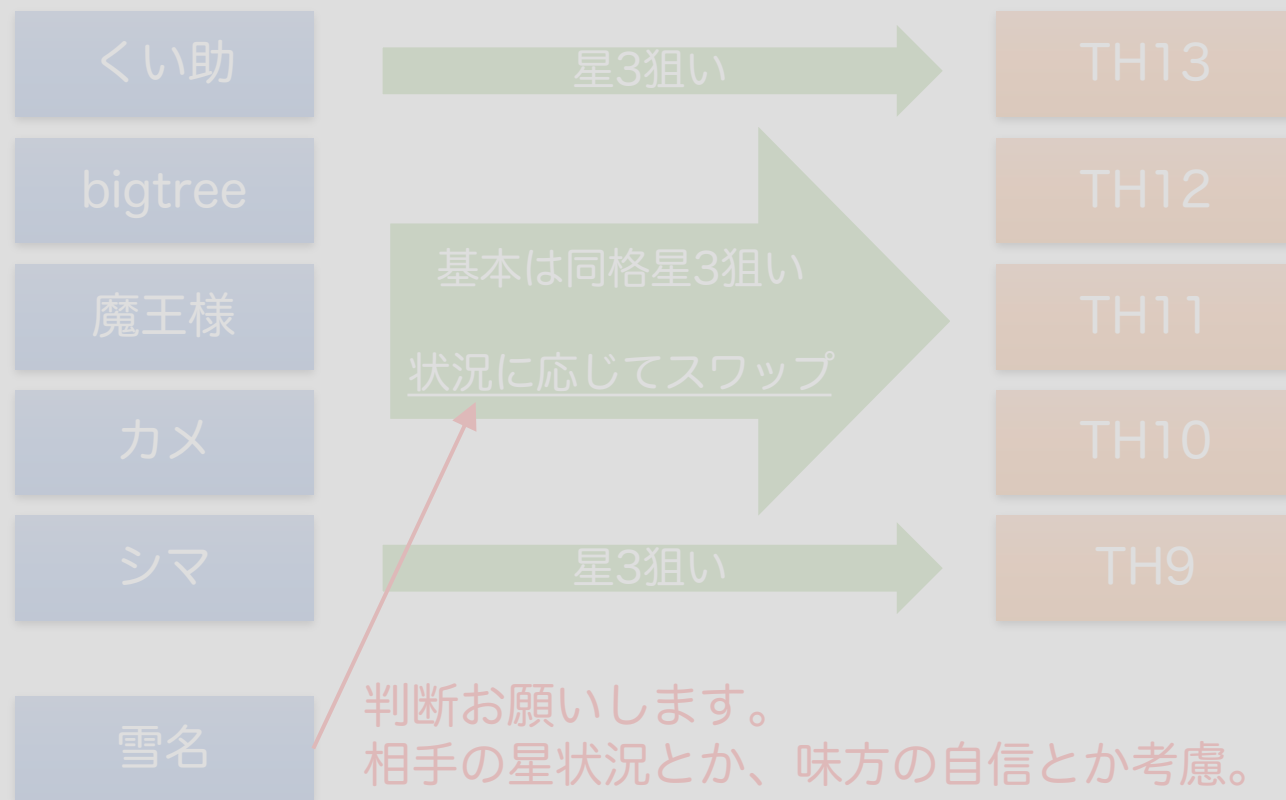 くい助
星3狙い
TH13
bigtree
TH12
基本は同格星3狙い
魔王様
TH11
状況に応じてスワップ
カメ
TH10
シマ
星3狙い
TH9
雪名
判断お願いします。
相手の星状況とか、味方の自信とか考慮。